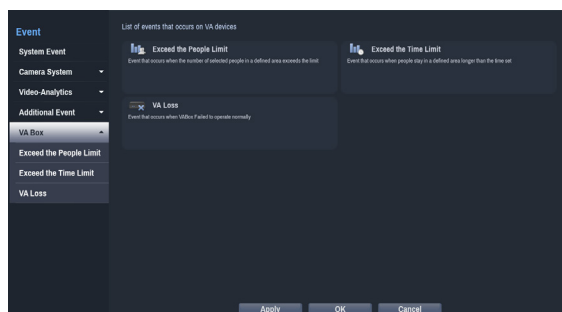 Event
System Event
Camera System
Video-Analytics
Additional Event
VA Box
Exceed the People Limit
Exceed the Time Limit
VA Loss
List of events that occurs on VA devices
Exceed the People Limit
Event that occurs when the number of selected people in a defined area exceeds the limit
Exceed the Time Limit
Event that occurs when people stay in a defined area longer than the time set
VA Loss
Event that occurs when VABox Failed to operate normally
Apply
OK
Cancel